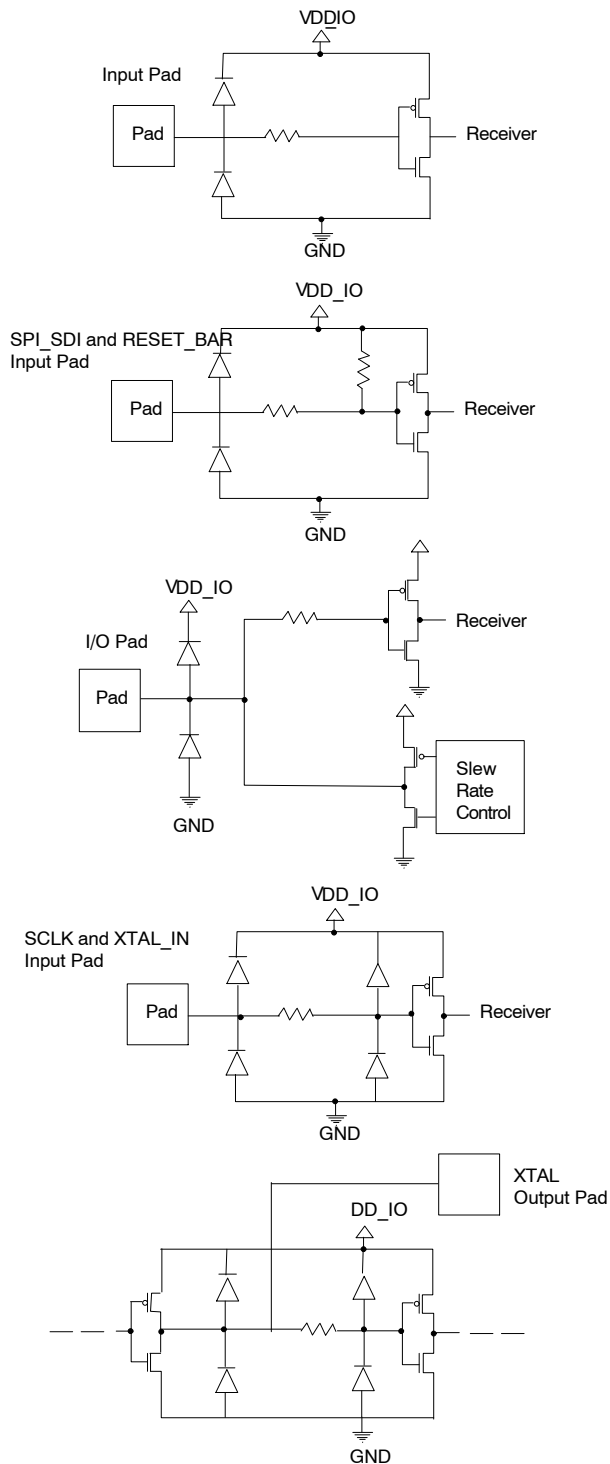 VDDIO
Input Pad
Pad
Receiver
GND
VDD_IO
SPI_SDI and RESET_BAR
Input Pad
Pad
Receiver
GND
VDD_IO
I/O Pad
Receiver
Pad
Slew
Rate
Control
GND
VDD_IO
SCLK and XTAL_IN
Input Pad
Pad
Receiver
GND
XTAL
Output Pad
DD_IO
GND